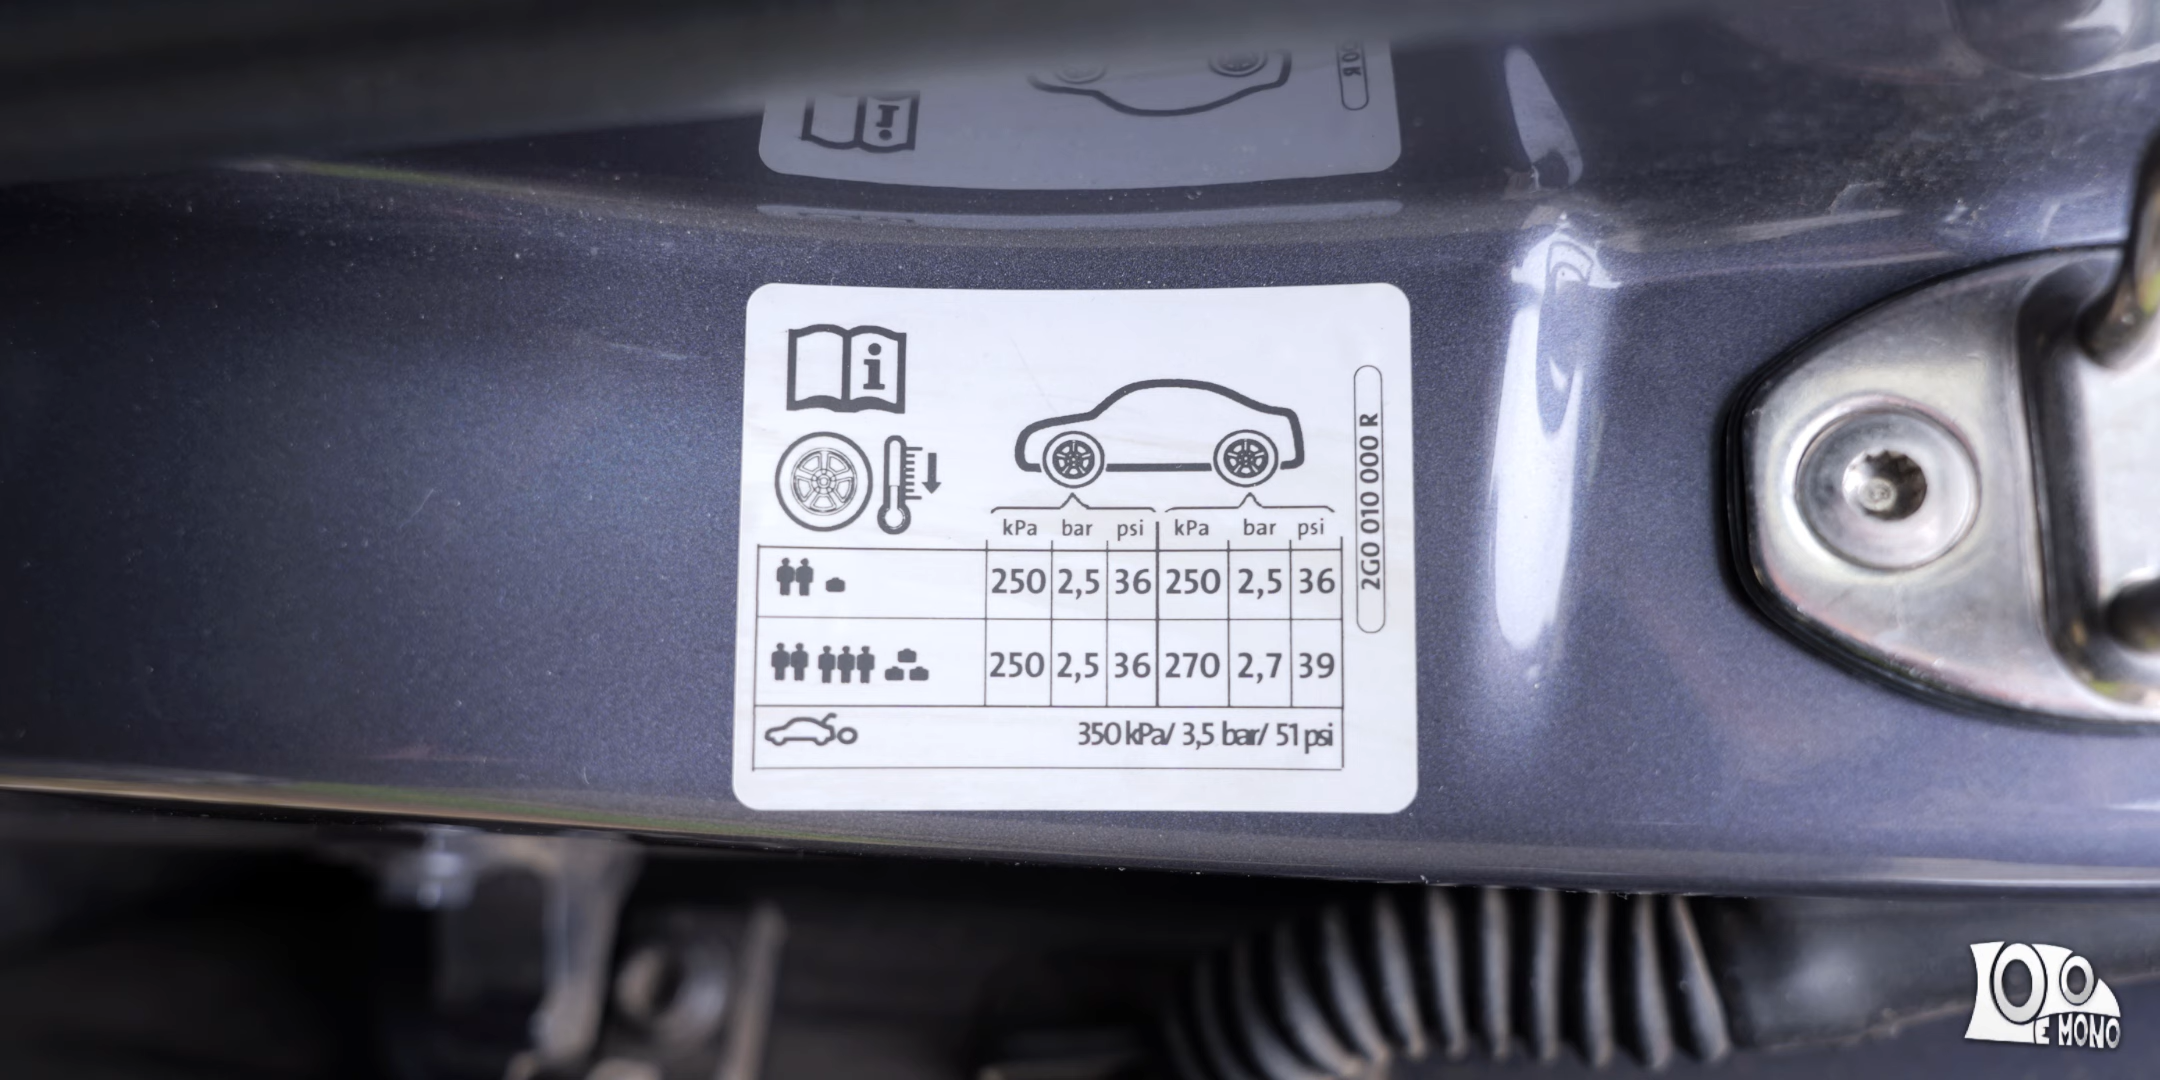 i
kPa bar psi kPa bar psi
250 2,5 36 250 2,5 36
250 2,5 36 270 2,7 39
350 kPa/ 3,5 bar/ 51 psi
2G0 010 000 R
LOTO
E MONO